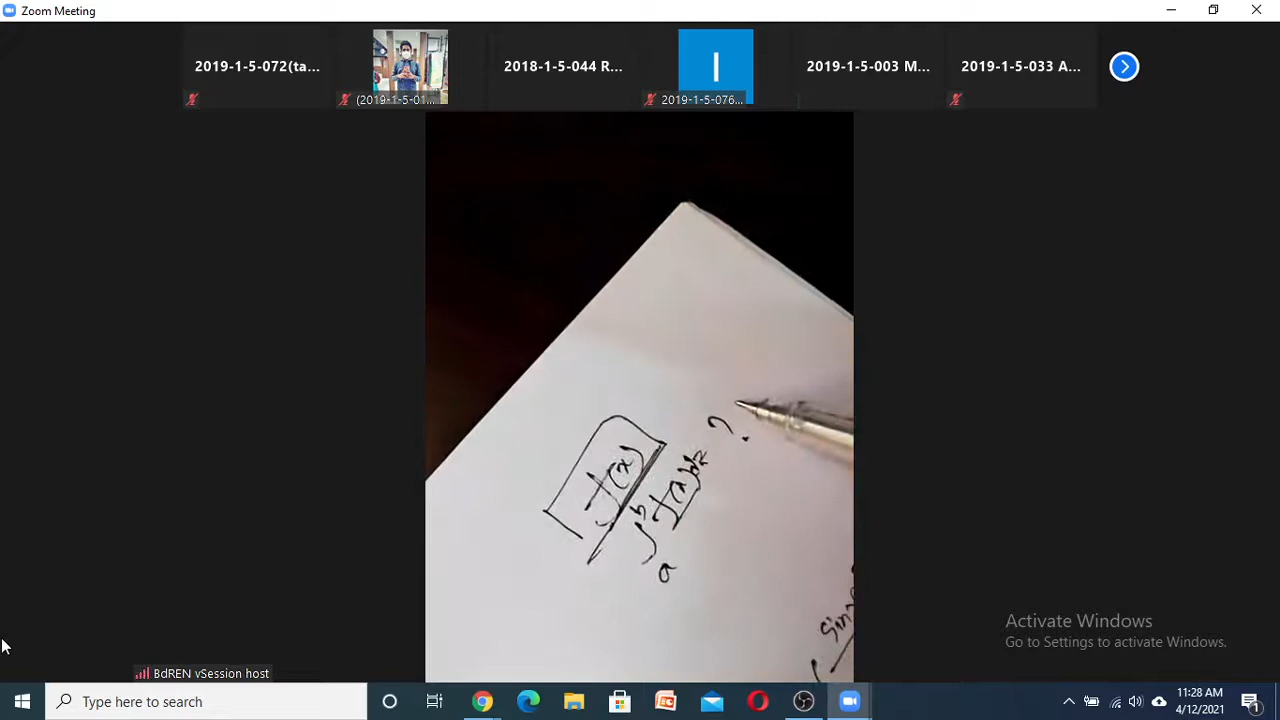 Zoom Meeting
2019-1-5-072(ta...
2018-1-5-044 R...
2019-1-5-003 M...
2019-1-5-033 A...
I
(2019-1-5-01...
2019-1-5-076...
f(x)
∫ₐᵇ f(x)dx ?
a
Activate Windows
Go to Settings to activate Windows.
BdREN vSession host
Type here to search
11:28 AM
4/12/2021
1